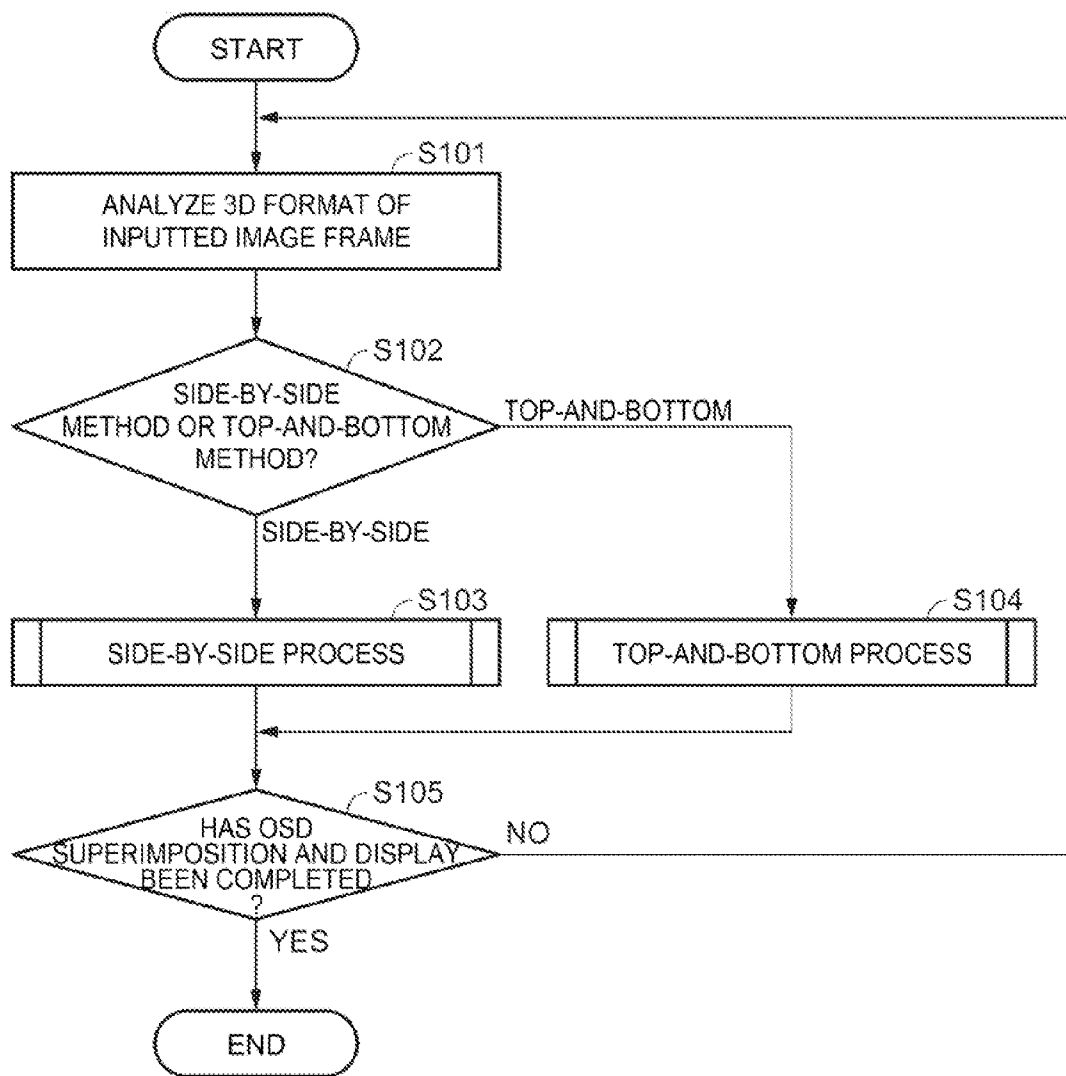 START
S101
ANALYZE 3D FORMAT OF
INPUTTED IMAGE FRAME
S102
SIDE-BY-SIDE
METHOD OR TOP-AND-BOTTOM
METHOD?
TOP-AND-BOTTOM
SIDE-BY-SIDE
S103
SIDE-BY-SIDE PROCESS
S104
TOP-AND-BOTTOM PROCESS
S105
HAS OSD
SUPERIMPOSITION AND DISPLAY
BEEN COMPLETED
?
NO
YES
END